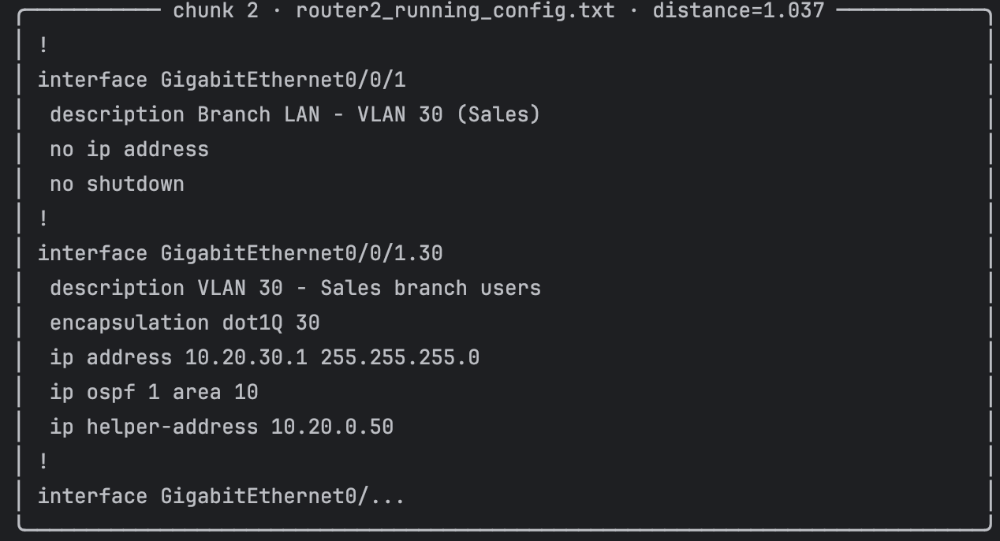 chunk 2 · router2_running_config.txt · distance=1.037
!
interface GigabitEthernet0/0/1
 description Branch LAN - VLAN 30 (Sales)
 no ip address
 no shutdown
!
interface GigabitEthernet0/0/1.30
 description VLAN 30 - Sales branch users
 encapsulation dot1Q 30
 ip address 10.20.30.1 255.255.255.0
 ip ospf 1 area 10
 ip helper-address 10.20.0.50
!
interface GigabitEthernet0/...